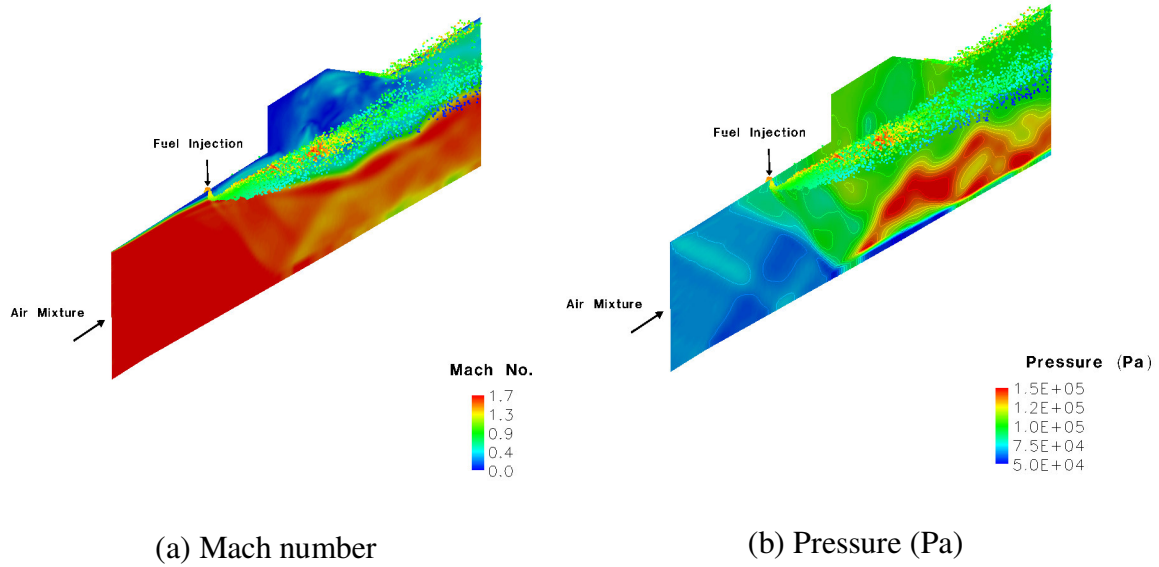 Fuel Injection
Air Mixture
Mach No.
1.7
1.3
0.9
0.4
0.0
(a) Mach number
Fuel Injection
Air Mixture
Pressure (Pa)
1.5E+05
1.2E+05
1.0E+05
7.5E+04
5.0E+04
(b) Pressure (Pa)